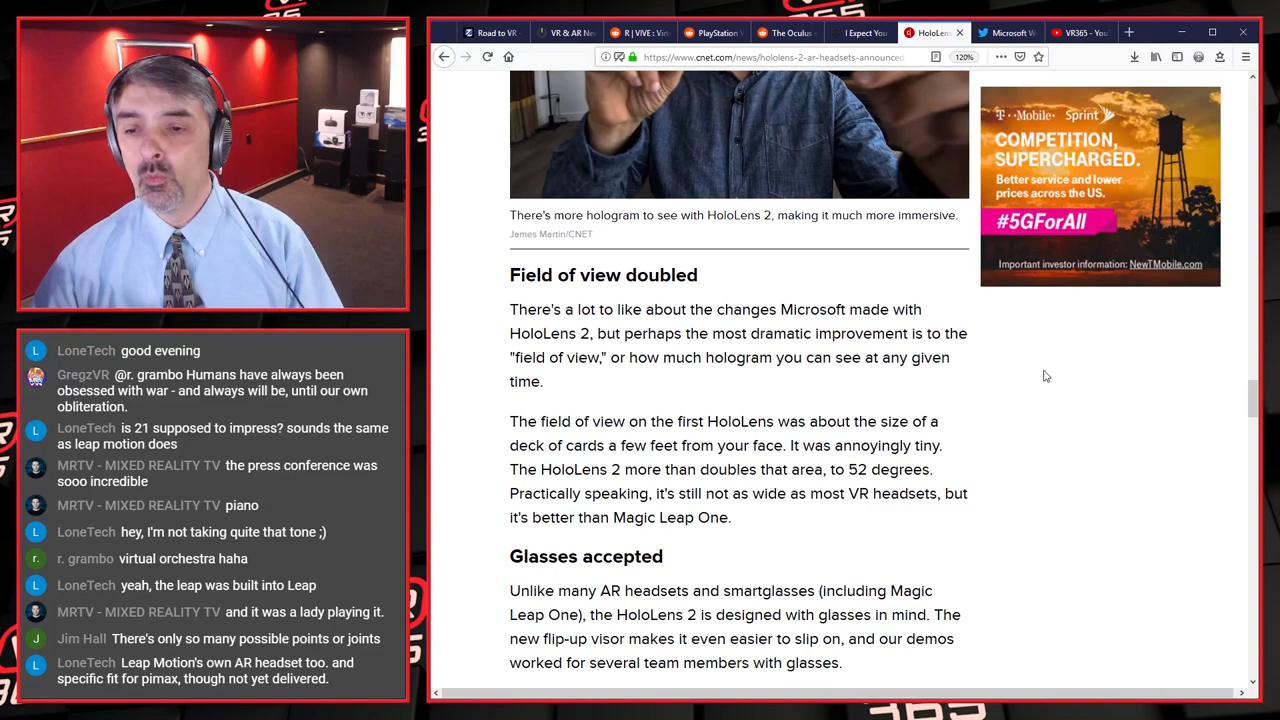 Road to VR -
VR & AR Ne
R | VIVE : Virtu
PlayStation V
The Oculus s
I Expect You
HoloLens
Microsoft W
VR365 - YouT
https://www.cnet.com/news/hololens-2-ar-headsets-announced
120%
There's more hologram to see with HoloLens 2, making it much more immersive.
James Martin/CNET
Field of view doubled
There's a lot to like about the changes Microsoft made with
HoloLens 2, but perhaps the most dramatic improvement is to the
"field of view," or how much hologram you can see at any given
time.
The field of view on the first HoloLens was about the size of a
deck of cards a few feet from your face. It was annoyingly tiny.
The HoloLens 2 more than doubles that area, to 52 degrees.
Practically speaking, it's still not as wide as most VR headsets, but
it's better than Magic Leap One.
Glasses accepted
Unlike many AR headsets and smartglasses (including Magic
Leap One), the HoloLens 2 is designed with glasses in mind. The
new flip-up visor makes it even easier to slip on, and our demos
worked for several team members with glasses.
T-Mobile Sprint
COMPETITION,
SUPERCHARGED.
Better service and lower
prices across the US.
#5GForAll
Important investor information: NewTMobile.com
L LoneTech good evening
GregzVR @r. grambo Humans have always been
obsessed with war - and always will be, until our own
obliteration.
L LoneTech is 21 supposed to impress? sounds the same
as leap motion does
MRTV - MIXED REALITY TV the press conference was
sooo incredible
MRTV - MIXED REALITY TV piano
L LoneTech hey, I'm not taking quite that tone ;)
r. r. grambo virtual orchestra haha
L LoneTech yeah, the leap was built into Leap
MRTV - MIXED REALITY TV and it was a lady playing it.
J Jim Hall There's only so many possible points or joints
L LoneTech Leap Motion's own AR headset too. and
specific fit for pimax, though not yet delivered.